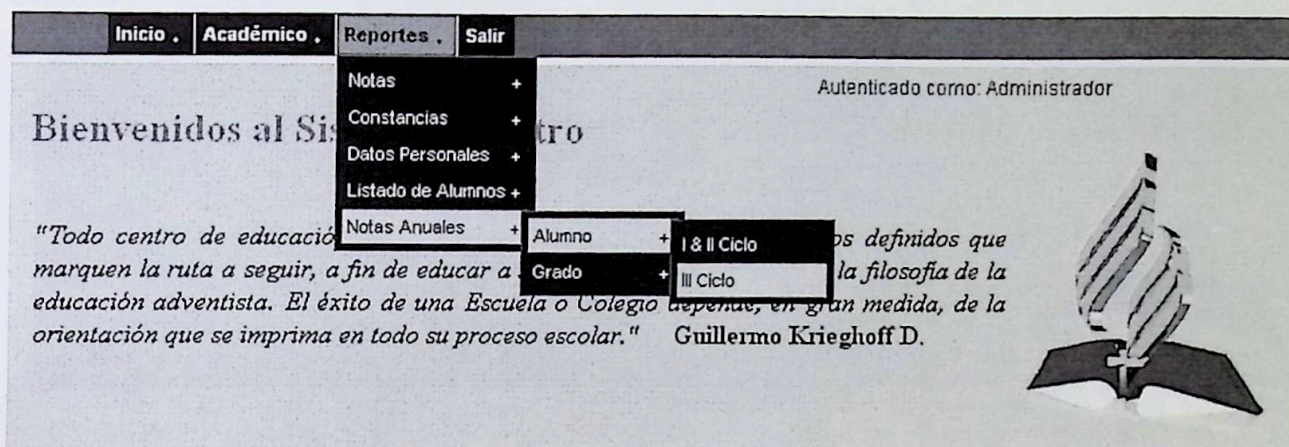 Inicio . Académico . Reportes . Salir
Autenticado como: Administrador
Bienvenidos al Sis tro
Notas +
Constancias +
Datos Personales +
Listado de Alumnos +
Notas Anuales +
Alumno +
Grado +
I & II Ciclo
III Ciclo
"Todo centro de educació os definidos que
marquen la ruta a seguir, a fin de educar a la filosofía de la
educación adventista. El éxito de una Escuela o Colegio depende, en gran medida, de la
orientación que se imprima en todo su proceso escolar." Guillermo Krieghoff D.